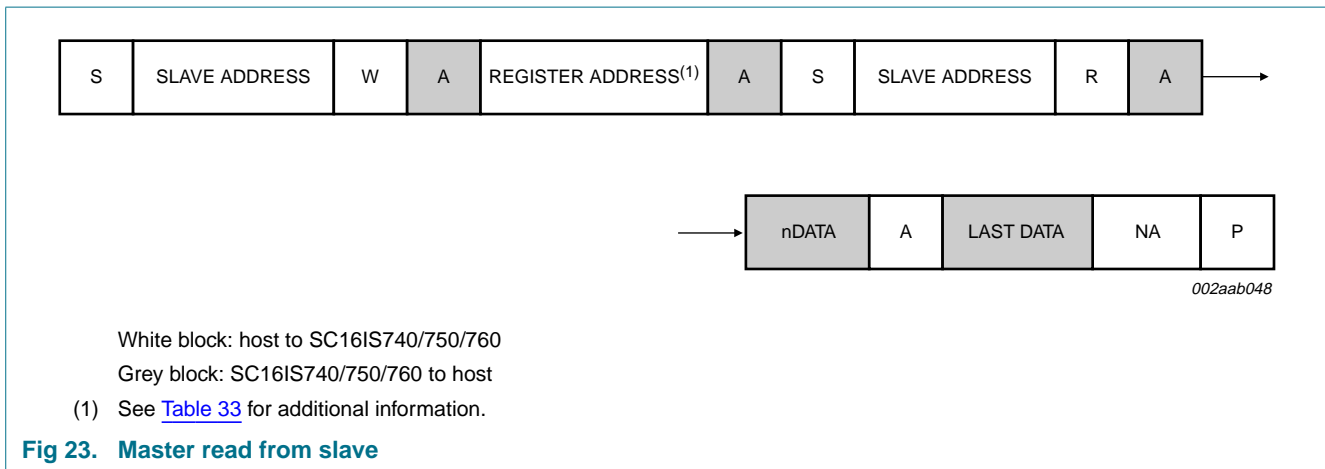 S SLAVE ADDRESS W A REGISTER ADDRESS(1) A S SLAVE ADDRESS R A
nDATA A LAST DATA NA P
002aab048
White block: host to SC16IS740/750/760
Grey block: SC16IS740/750/760 to host
(1) See Table 33 for additional information.
Fig 23. Master read from slave